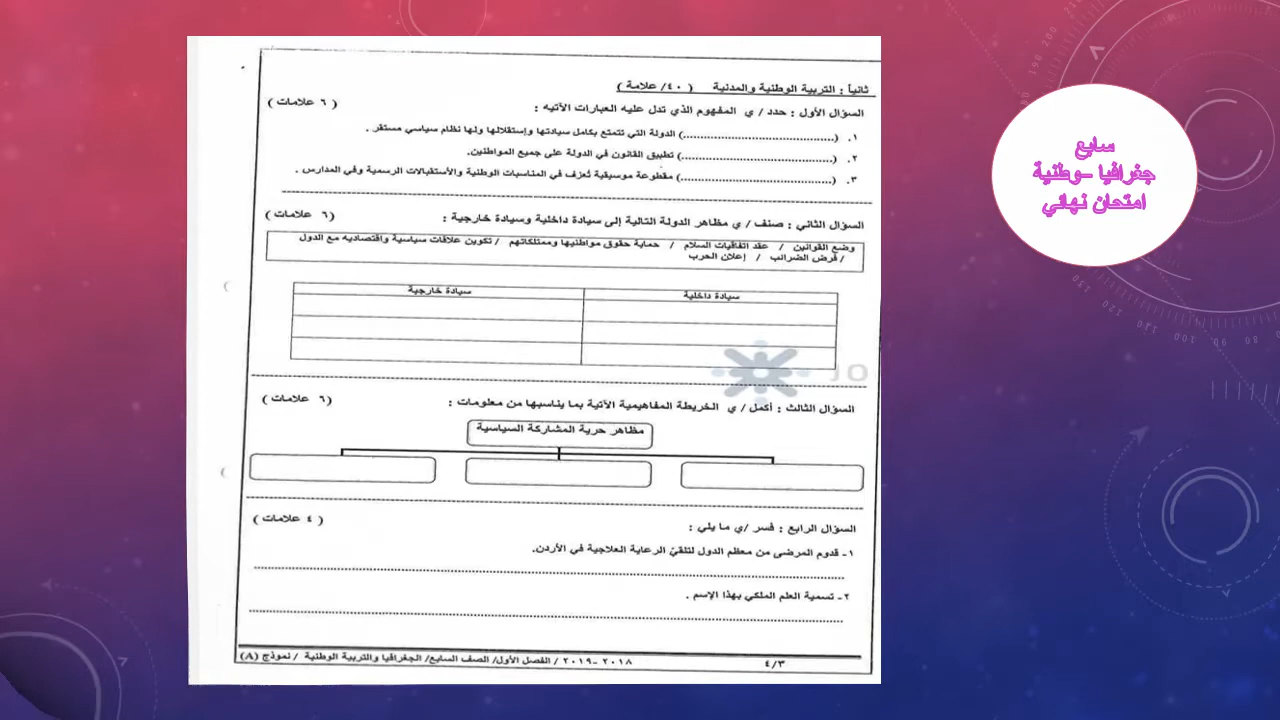 ثانياً : التربية الوطنية والمدنية ( ٤٠/ علامة )
السؤال الأول : حدد / ي المفهوم الذي تدل عليه العبارات الآتيه : ( ٦ علامات )
١. (............................................) الدولة التي تتمتع بكامل سيادتها وإستقلالها ولها نظام سياسي مستقر .
٢. (............................................) تطبيق القانون في الدولة على جميع المواطنين.
٣. (............................................) مقطوعة موسيقية تُعزف في المناسبات الوطنية والأستقبالات الرسمية وفي المدارس .
السؤال الثاني : صنف / ي مظاهر الدولة التالية إلى سيادة داخلية وسيادة خارجية : ( ٦ علامات )
وضع القوانين / عقد اتفاقيات السلام / حماية حقوق مواطنيها وممتلكاتهم / تكوين علاقات سياسية واقتصاديه مع الدول
/ فرض الضرائب / إعلان الحرب
سيادة داخلية سيادة خارجية
JO
السؤال الثالث : أكمل / ي الخريطة المفاهيمية الآتية بما يناسبها من معلومات : ( ٦ علامات )
مظاهر حرية المشاركة السياسية
السؤال الرابع : فسر /ي ما يلي : ( ٤ علامات )
١- قدوم المرضى من معظم الدول لتلقيّ الرعاية العلاجية في الأردن.
٢- تسمية العلم الملكي بهذا الإسم .
٤/٣ ٢٠١٨ -٢٠١٩ / الفصل الأول/ الصف السابع/ الجغرافيا والتربية الوطنية / نموذج (A)
سابع
جغرافيا –وطنية
امتحان نهائي